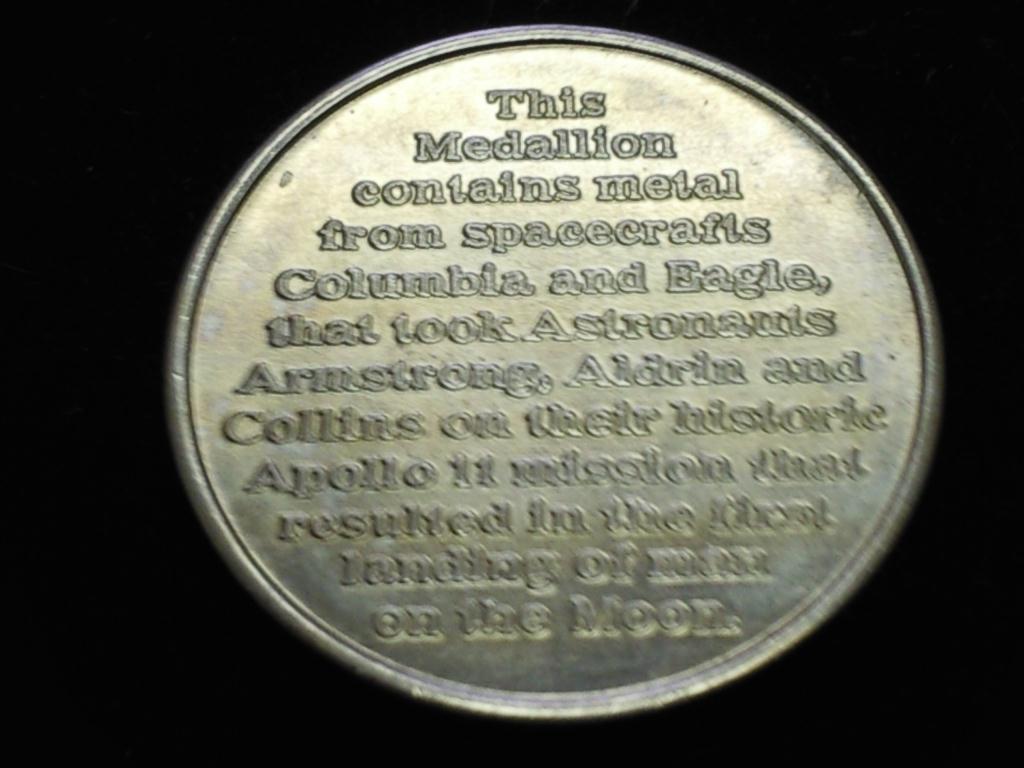 This
Medallion
contains metal
from spacecrafts
Columbia and Eagle,
that took Astronauts
Armstrong, Aldrin and
Collins on their historic
Apollo 11 mission that
resulted in the first
landing of man
on the Moon.